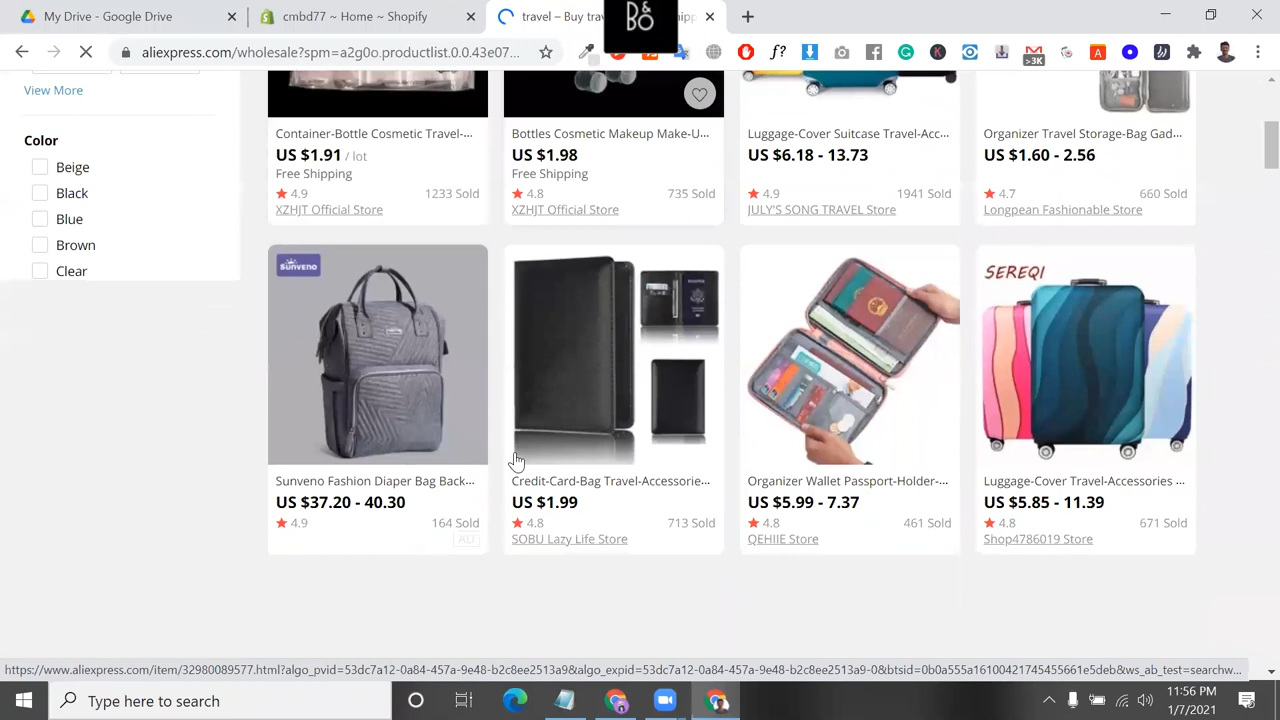 My Drive - Google Drive
cmbd77 ~ Home ~ Shopify
travel – Buy trav
B&BO
aliexpress.com/wholesale?spm=a2g0o.productlist.0.0.43e07...
f?
>3K
View More
Color
Beige
Black
Blue
Brown
Clear
Container-Bottle Cosmetic Travel-...
US $1.91 / lot
Free Shipping
4.9 1233 Sold
XZHJT Official Store
Bottles Cosmetic Makeup Make-U...
US $1.98
Free Shipping
4.8 735 Sold
XZHJT Official Store
Luggage-Cover Suitcase Travel-Acc...
US $6.18 - 13.73
4.9 1941 Sold
JULY'S SONG TRAVEL Store
Organizer Travel Storage-Bag Gad...
US $1.60 - 2.56
4.7 660 Sold
Longpean Fashionable Store
sunveno
Sunveno Fashion Diaper Bag Back...
US $37.20 - 40.30
4.9 164 Sold
AD
Credit-Card-Bag Travel-Accessorie...
US $1.99
4.8 713 Sold
SOBU Lazy Life Store
Organizer Wallet Passport-Holder-...
US $5.99 - 7.37
4.8 461 Sold
QEHIIE Store
SEREQI
Luggage-Cover Travel-Accessories ...
US $5.85 - 11.39
4.8 671 Sold
Shop4786019 Store
https://www.aliexpress.com/item/32980089577.html?algo_pvid=53dc7a12-0a84-457a-9e48-b2c8ee2513a9&algo_expid=53dc7a12-0a84-457a-9e48-b2c8ee2513a9-0&btsid=0b0a555a16100421745455661e5deb&ws_ab_test=searchw...
Type here to search
11:56 PM
1/7/2021